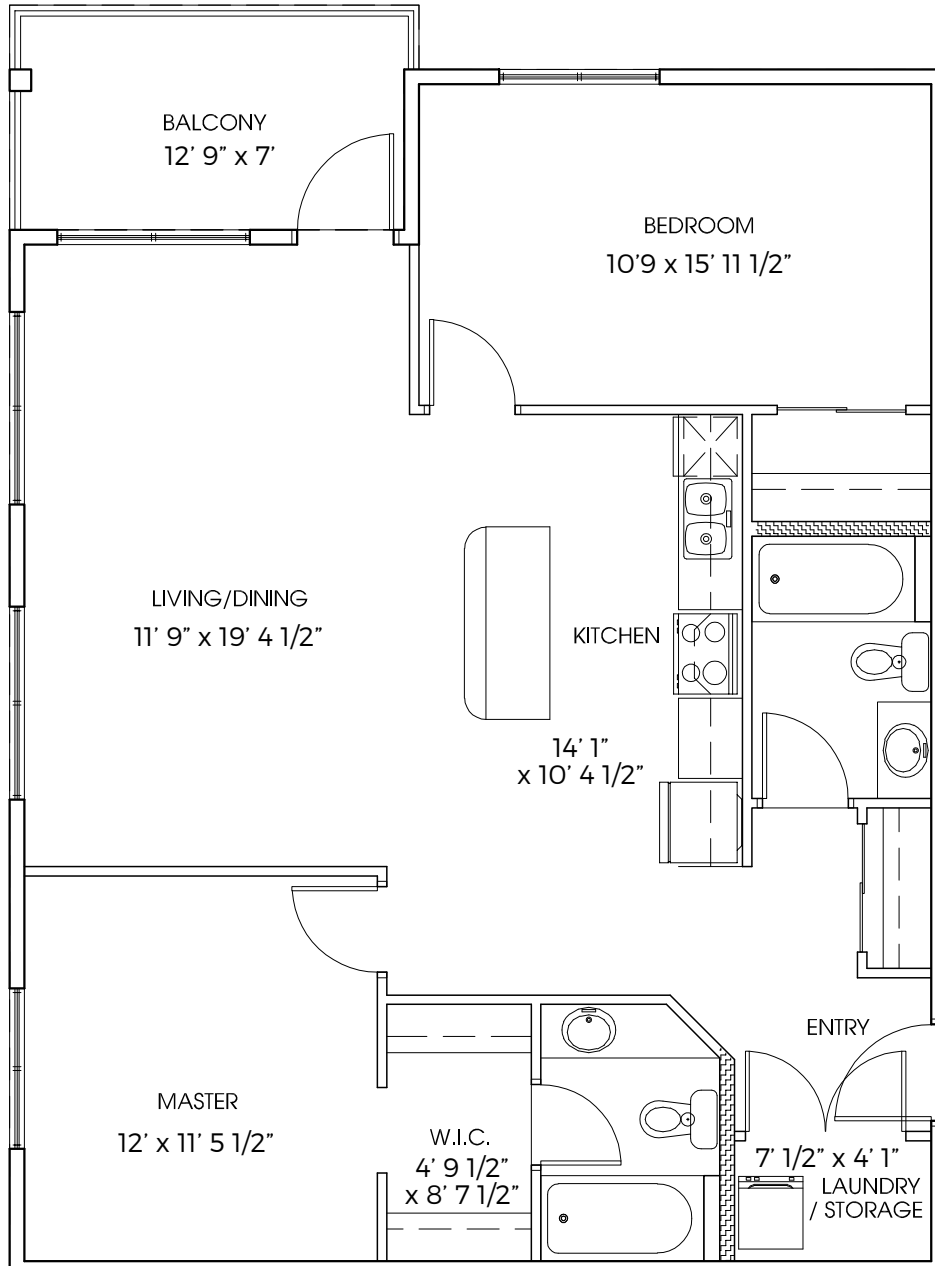 BALCONY
12' 9" x 7'
BEDROOM
10'9 x 15' 11 1/2"
LIVING/DINING
11' 9" x 19' 4 1/2"
KITCHEN
14' 1"
x 10' 4 1/2"
ENTRY
MASTER
12' x 11' 5 1/2"
W.I.C.
4' 9 1/2"
x 8' 7 1/2"
7' 1/2" x 4' 1"
LAUNDRY
/ STORAGE